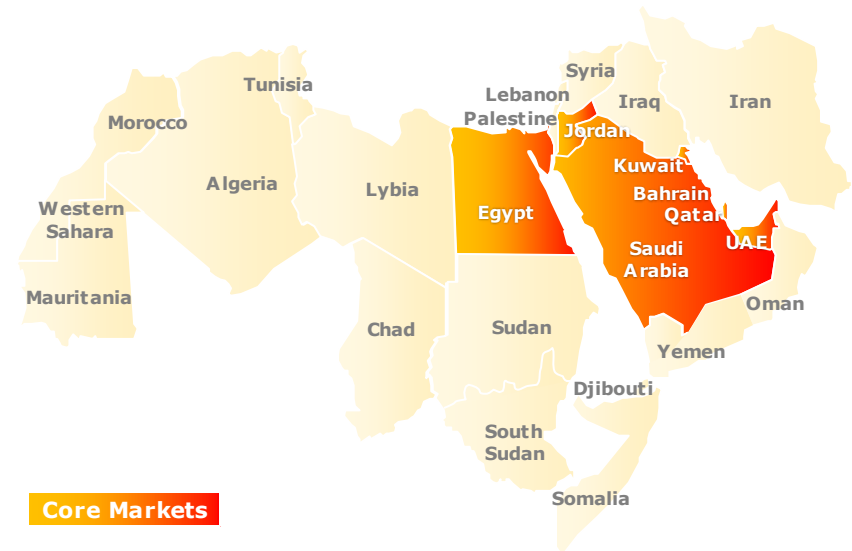 Syria
Tunisia
Lebanon
Iraq
Iran
Palestine
Morocco
Jordan
Kuwait
Algeria
Lybia
Bahrain
Western
Sahara
Egypt
Qatar
UAE
Saudi
Arabia
Mauritania
Oman
Chad
Sudan
Yemen
Djibouti
South
Sudan
Somalia
Core Markets